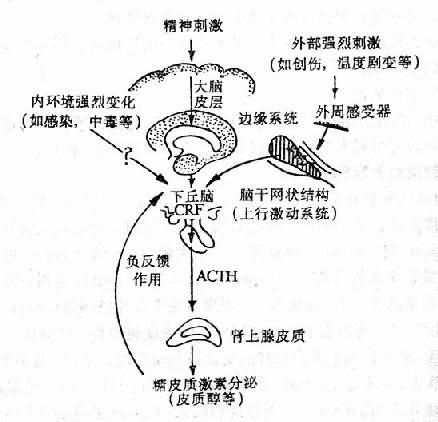 精神刺激
外部强烈刺激
(如创伤，温度剧变等)
大脑
皮层
内环境强烈变化
(如感染，中毒等)
边缘系统
外周感受器
?
下丘脑
CRF
脑干网状结构
(上行激动系统)
负反馈
作用
ACTH
肾上腺皮质
糖皮质激素分泌
(皮质醇等)